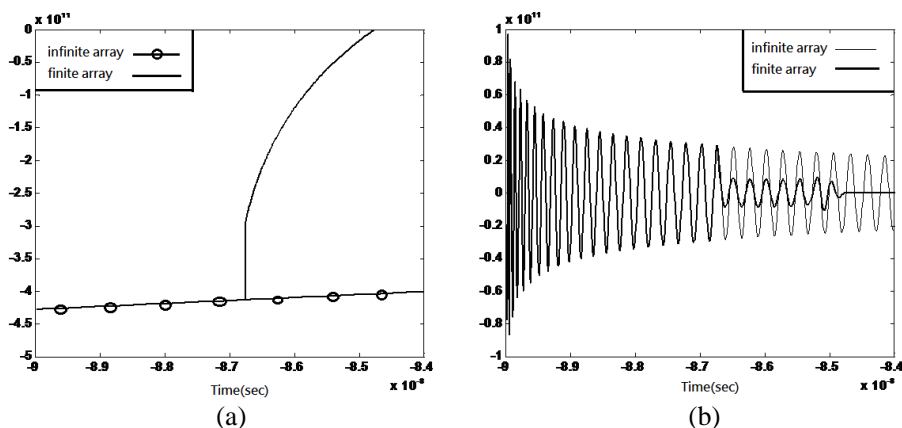 x 10¹¹
0
-0.5
-1
-1.5
-2
-2.5
-3
-3.5
-4
-4.5
-5
infinite array
finite array
-9 -8.9 -8.8 -8.7 -8.6 -8.5 -8.4
x 10⁻⁸
Time(sec)
(a)
x 10¹¹
1
0.8
0.6
0.4
0.2
0
-0.2
-0.4
-0.6
-0.8
-1
infinite array
finite array
-9 -8.9 -8.8 -8.7 -8.6 -8.5 -8.4
x 10⁻⁸
Time(sec)
(b)